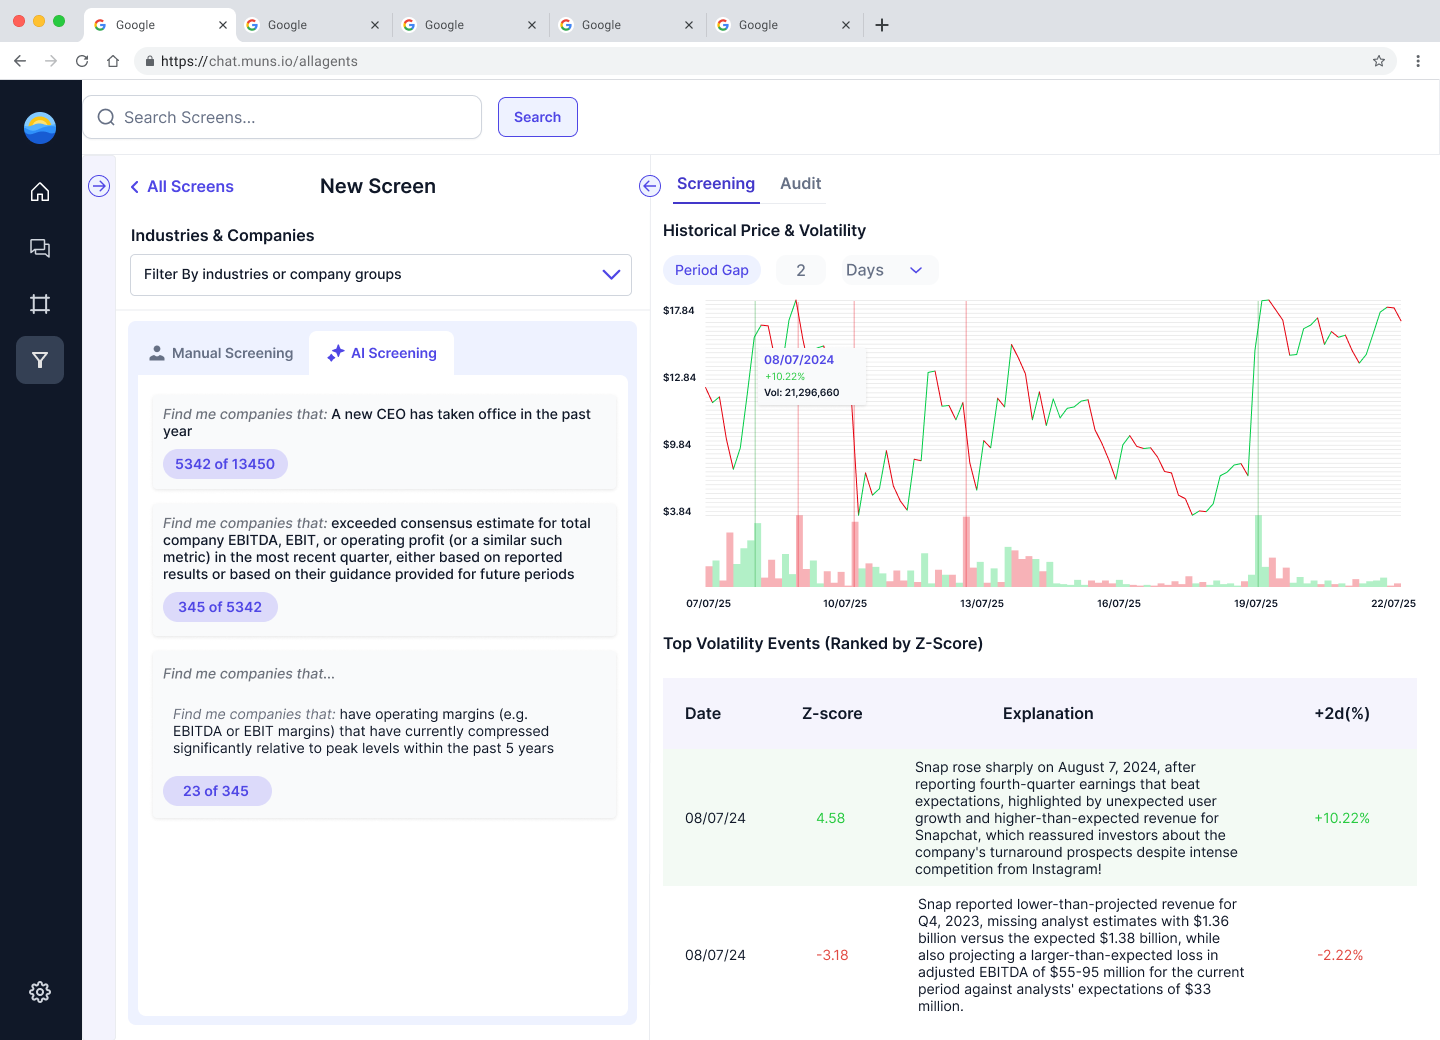 Google
Google
Google
Google
Google
https://chat.muns.io/allagents
Search Screens...
Search
All Screens
New Screen
Industries & Companies
Filter By industries or company groups
Manual Screening
AI Screening
Find me companies that: A new CEO has taken office in the past
year
5342 of 13450
Find me companies that: exceeded consensus estimate for total
company EBITDA, EBIT, or operating profit (or a similar such
metric) in the most recent quarter, either based on reported
results or based on their guidance provided for future periods
345 of 5342
Find me companies that...
Find me companies that: have operating margins (e.g.
EBITDA or EBIT margins) that have currently compressed
significantly relative to peak levels within the past 5 years
23 of 345
Screening
Audit
Historical Price & Volatility
Period Gap
2
Days
$17.84
$12.84
$9.84
$3.84
08/07/2024
+10.22%
Vol: 21,296,660
07/07/25
10/07/25
13/07/25
16/07/25
19/07/25
22/07/25
Top Volatility Events (Ranked by Z-Score)
Date
Z-score
Explanation
+2d(%)
08/07/24
4.58
Snap rose sharply on August 7, 2024, after
reporting fourth-quarter earnings that beat
expectations, highlighted by unexpected user
growth and higher-than-expected revenue for
Snapchat, which reassured investors about the
company's turnaround prospects despite intense
competition from Instagram!
+10.22%
08/07/24
-3.18
Snap reported lower-than-projected revenue for
Q4, 2023, missing analyst estimates with $1.36
billion versus the expected $1.38 billion, while
also projecting a larger-than-expected loss in
adjusted EBITDA of $55-95 million for the current
period against analysts' expectations of $33
million.
-2.22%